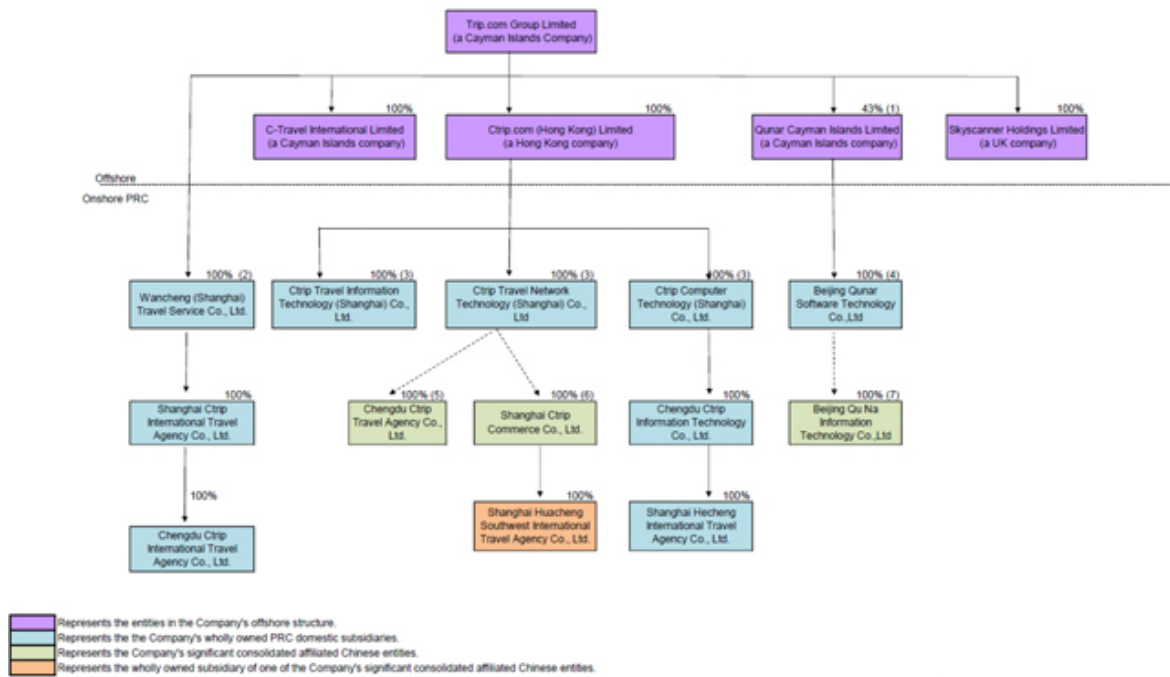 Trip.com Group Limited
(a Cayman Islands Company)
100%
C-Travel International Limited
(a Cayman Islands company)
100%
Ctrip.com (Hong Kong) Limited
(a Hong Kong company)
43% (1)
Qunar Cayman Islands Limited
(a Cayman Islands company)
100%
Skyscanner Holdings Limited
(a UK company)
Offshore
Onshore PRC
100% (2)
Wancheng (Shanghai)
Travel Service Co., Ltd.
100% (3)
Ctrip Travel Information
Technology (Shanghai) Co.,
Ltd.
100% (3)
Ctrip Travel Network
Technology (Shanghai) Co.,
Ltd
100% (3)
Ctrip Computer
Technology (Shanghai)
Co., Ltd.
100% (4)
Beijing Qunar
Software Technology
Co.,Ltd
100%
Shanghai Ctrip
International Travel
Agency Co., Ltd.
100% (5)
Chengdu Ctrip
Travel Agency Co.,
Ltd.
100% (6)
Shanghai Ctrip
Commerce Co., Ltd.
100%
Chengdu Ctrip
Information Technology
Co., Ltd.
100% (7)
Beijing Qu Na
Information
Technology Co.,Ltd
100%
Chengdu Ctrip
International Travel
Agency Co., Ltd.
100%
Shanghai Huacheng
Southwest International
Travel Agency Co., Ltd.
100%
Shanghai Hecheng
International Travel
Agency Co., Ltd.
Represents the entities in the Company's offshore structure.
Represents the the Company's wholly owned PRC domestic subsidiaries.
Represents the Company's significant consolidated affiliated Chinese entities.
Represents the wholly owned subsidiary of one of the Company's significant consolidated affiliated Chinese entities.